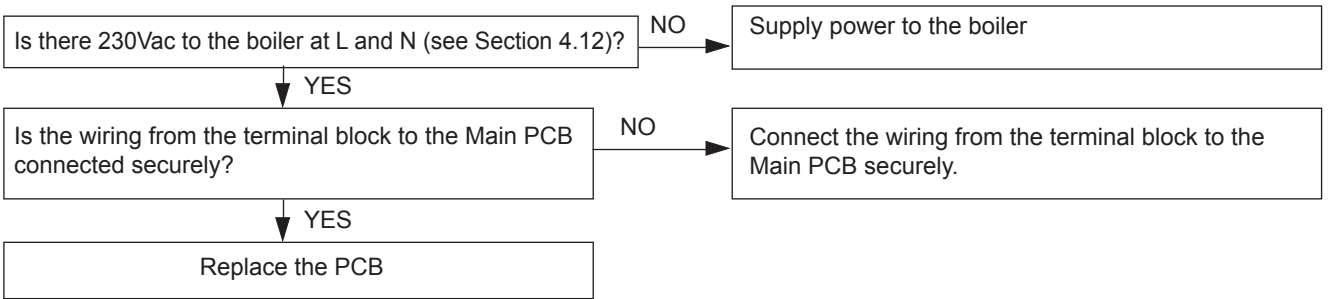 Is there 230Vac to the boiler at L and N (see Section 4.12)?
NO
Supply power to the boiler
YES
Is the wiring from the terminal block to the Main PCB
connected securely?
NO
Connect the wiring from the terminal block to the
Main PCB securely.
YES
Replace the PCB